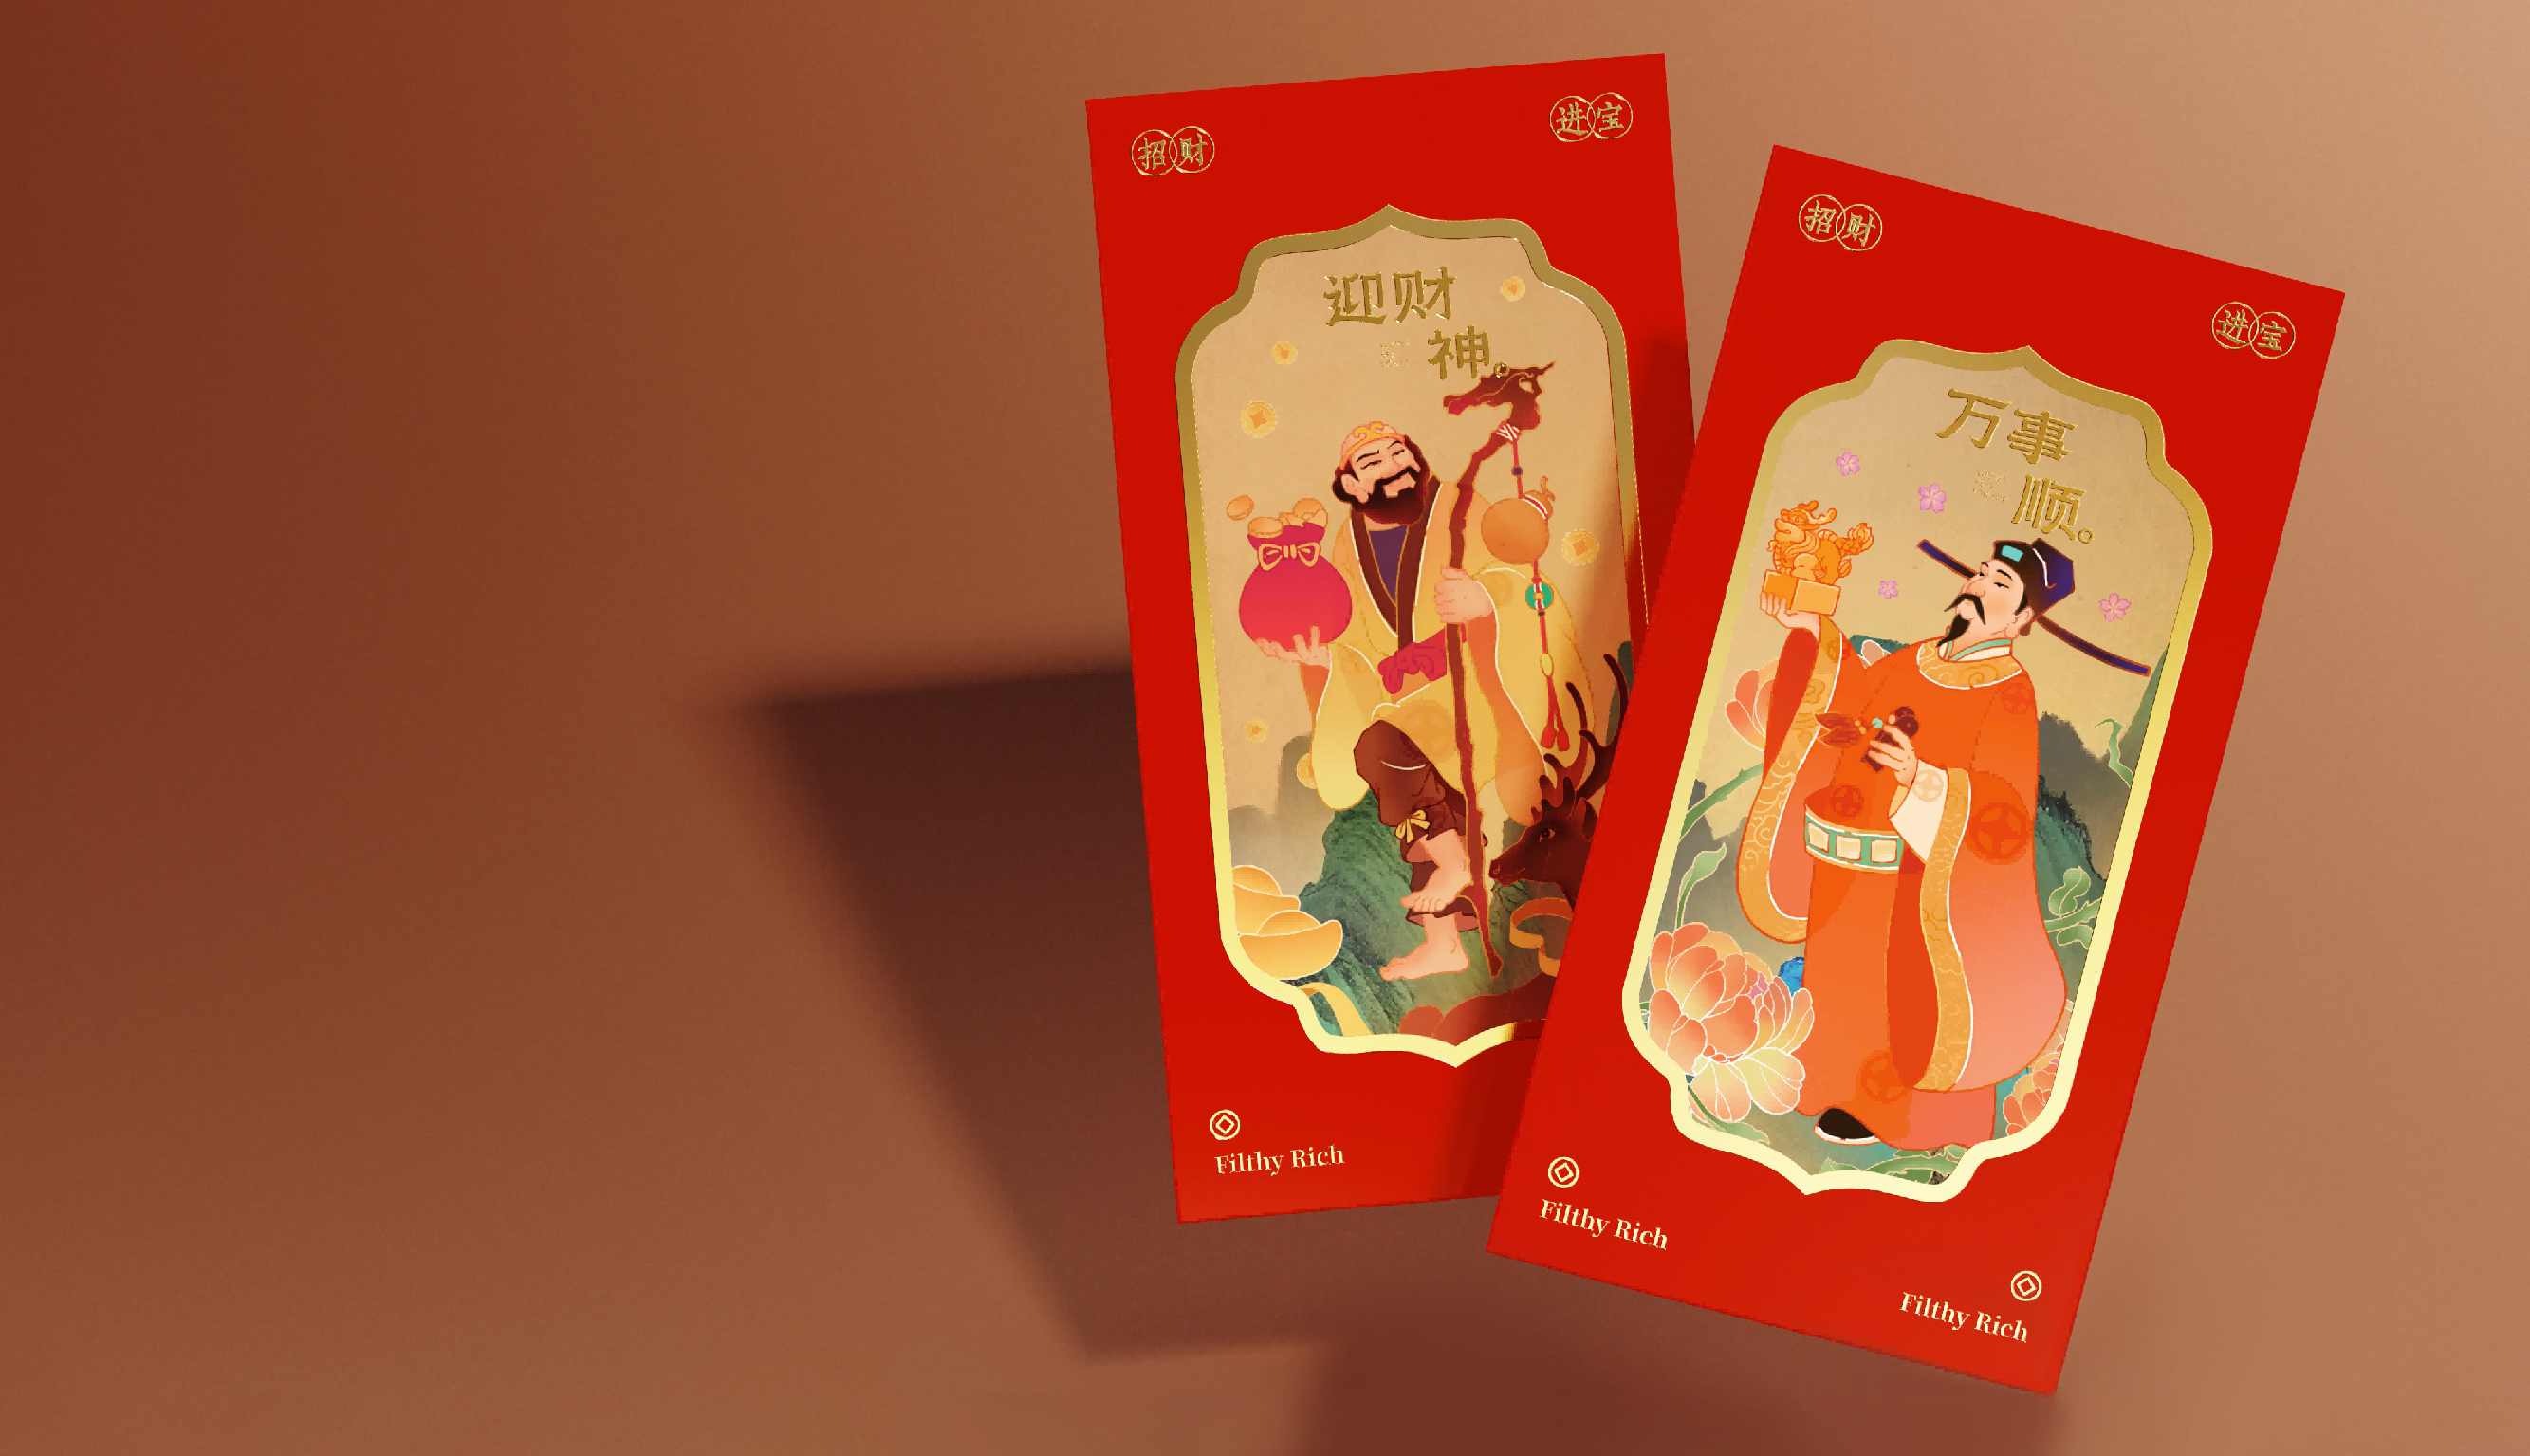 招财
进宝
迎财
神。
Filthy Rich
招财
进宝
万事
顺。
Filthy Rich
Filthy Rich